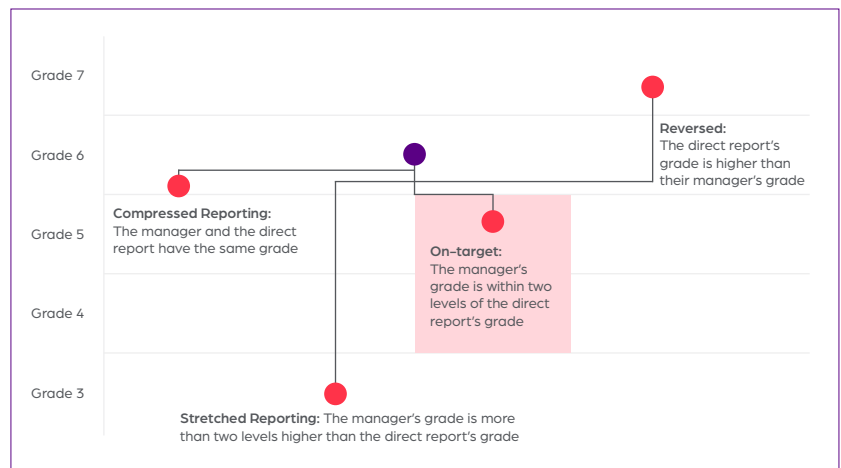 Grade 7
Grade 6
Grade 5
Grade 4
Grade 3
Reversed:
The direct report's
grade is higher than
their manager's grade
Compressed Reporting:
The manager and the direct
report have the same grade
On-target:
The manager's
grade is within two
levels of the direct
report's grade
Stretched Reporting: The manager's grade is more
than two levels higher than the direct report's grade